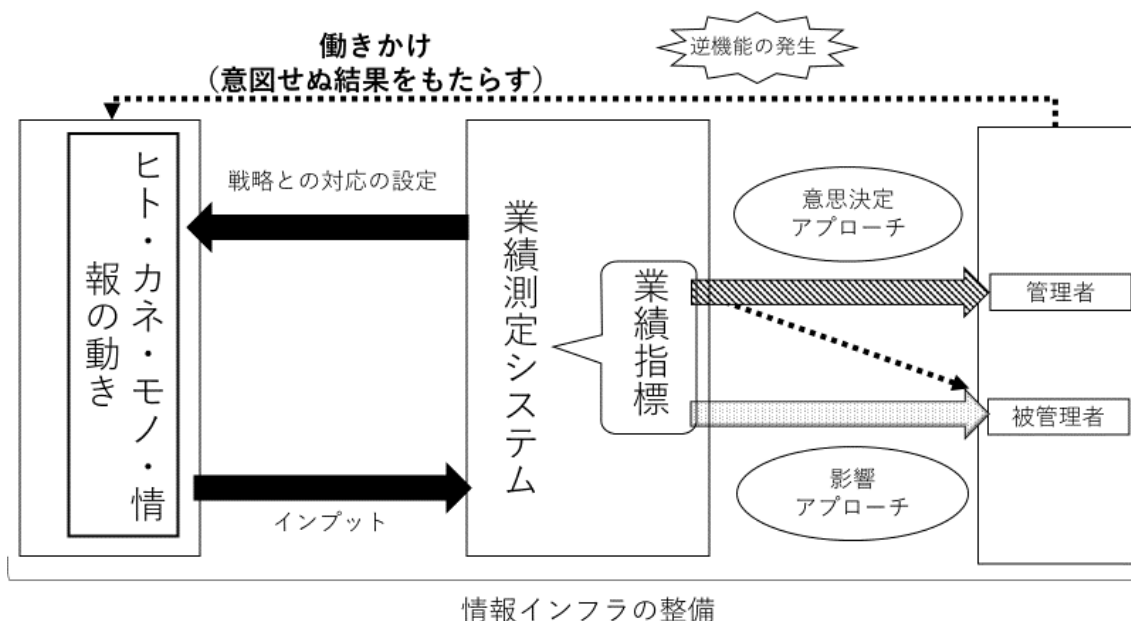 逆機能の発生
働きかけ
（意図せぬ結果をもたらす）
ヒト・カネ・モノ・情
報の動き
戦略との対応の設定
インプット
業績測定システム
業績指標
意思決定
アプローチ
影響
アプローチ
管理者
被管理者
情報インフラの整備